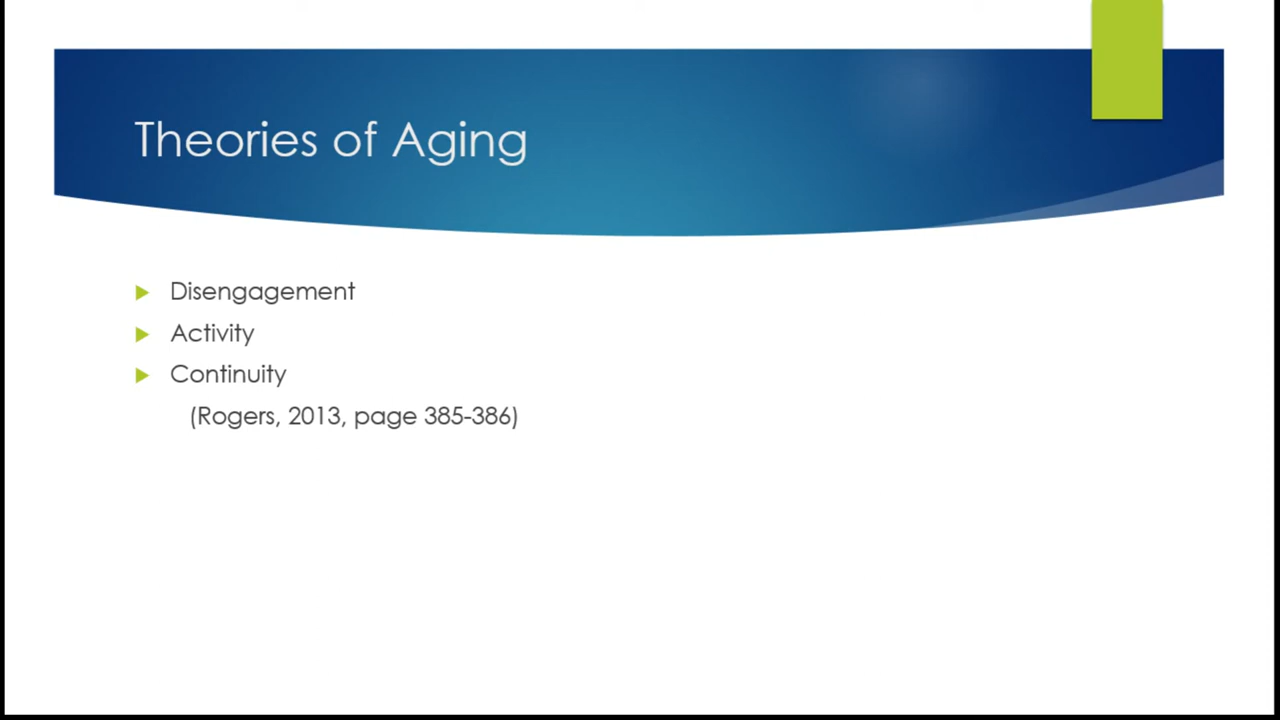 Theories of Aging
Disengagement
Activity
Continuity
(Rogers, 2013, page 385-386)